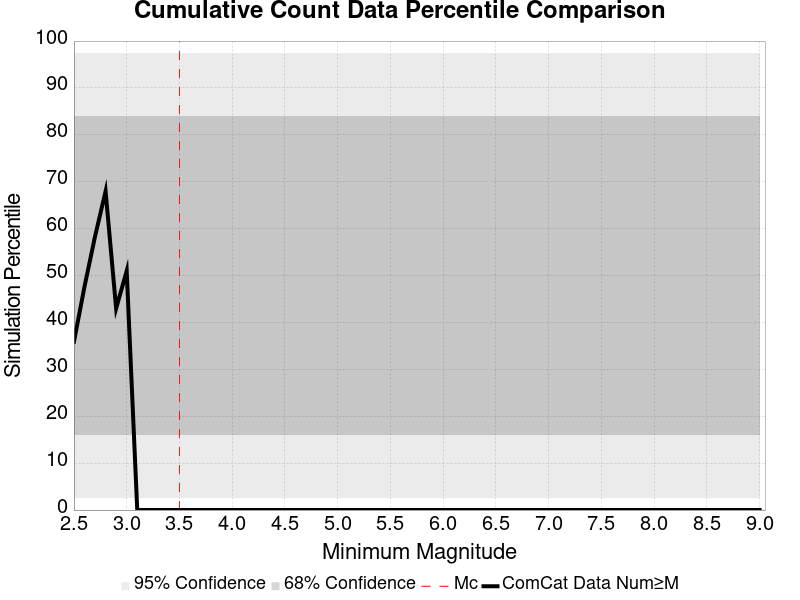 Cumulative Count Data Percentile Comparison
Simulation Percentile
100
90
80
70
60
50
40
30
20
10
0
2.5 3.0 3.5 4.0 4.5 5.0 5.5 6.0 6.5 7.0 7.5 8.0 8.5 9.0
Minimum Magnitude
95% Confidence 68% Confidence Mc ComCat Data Num≥M